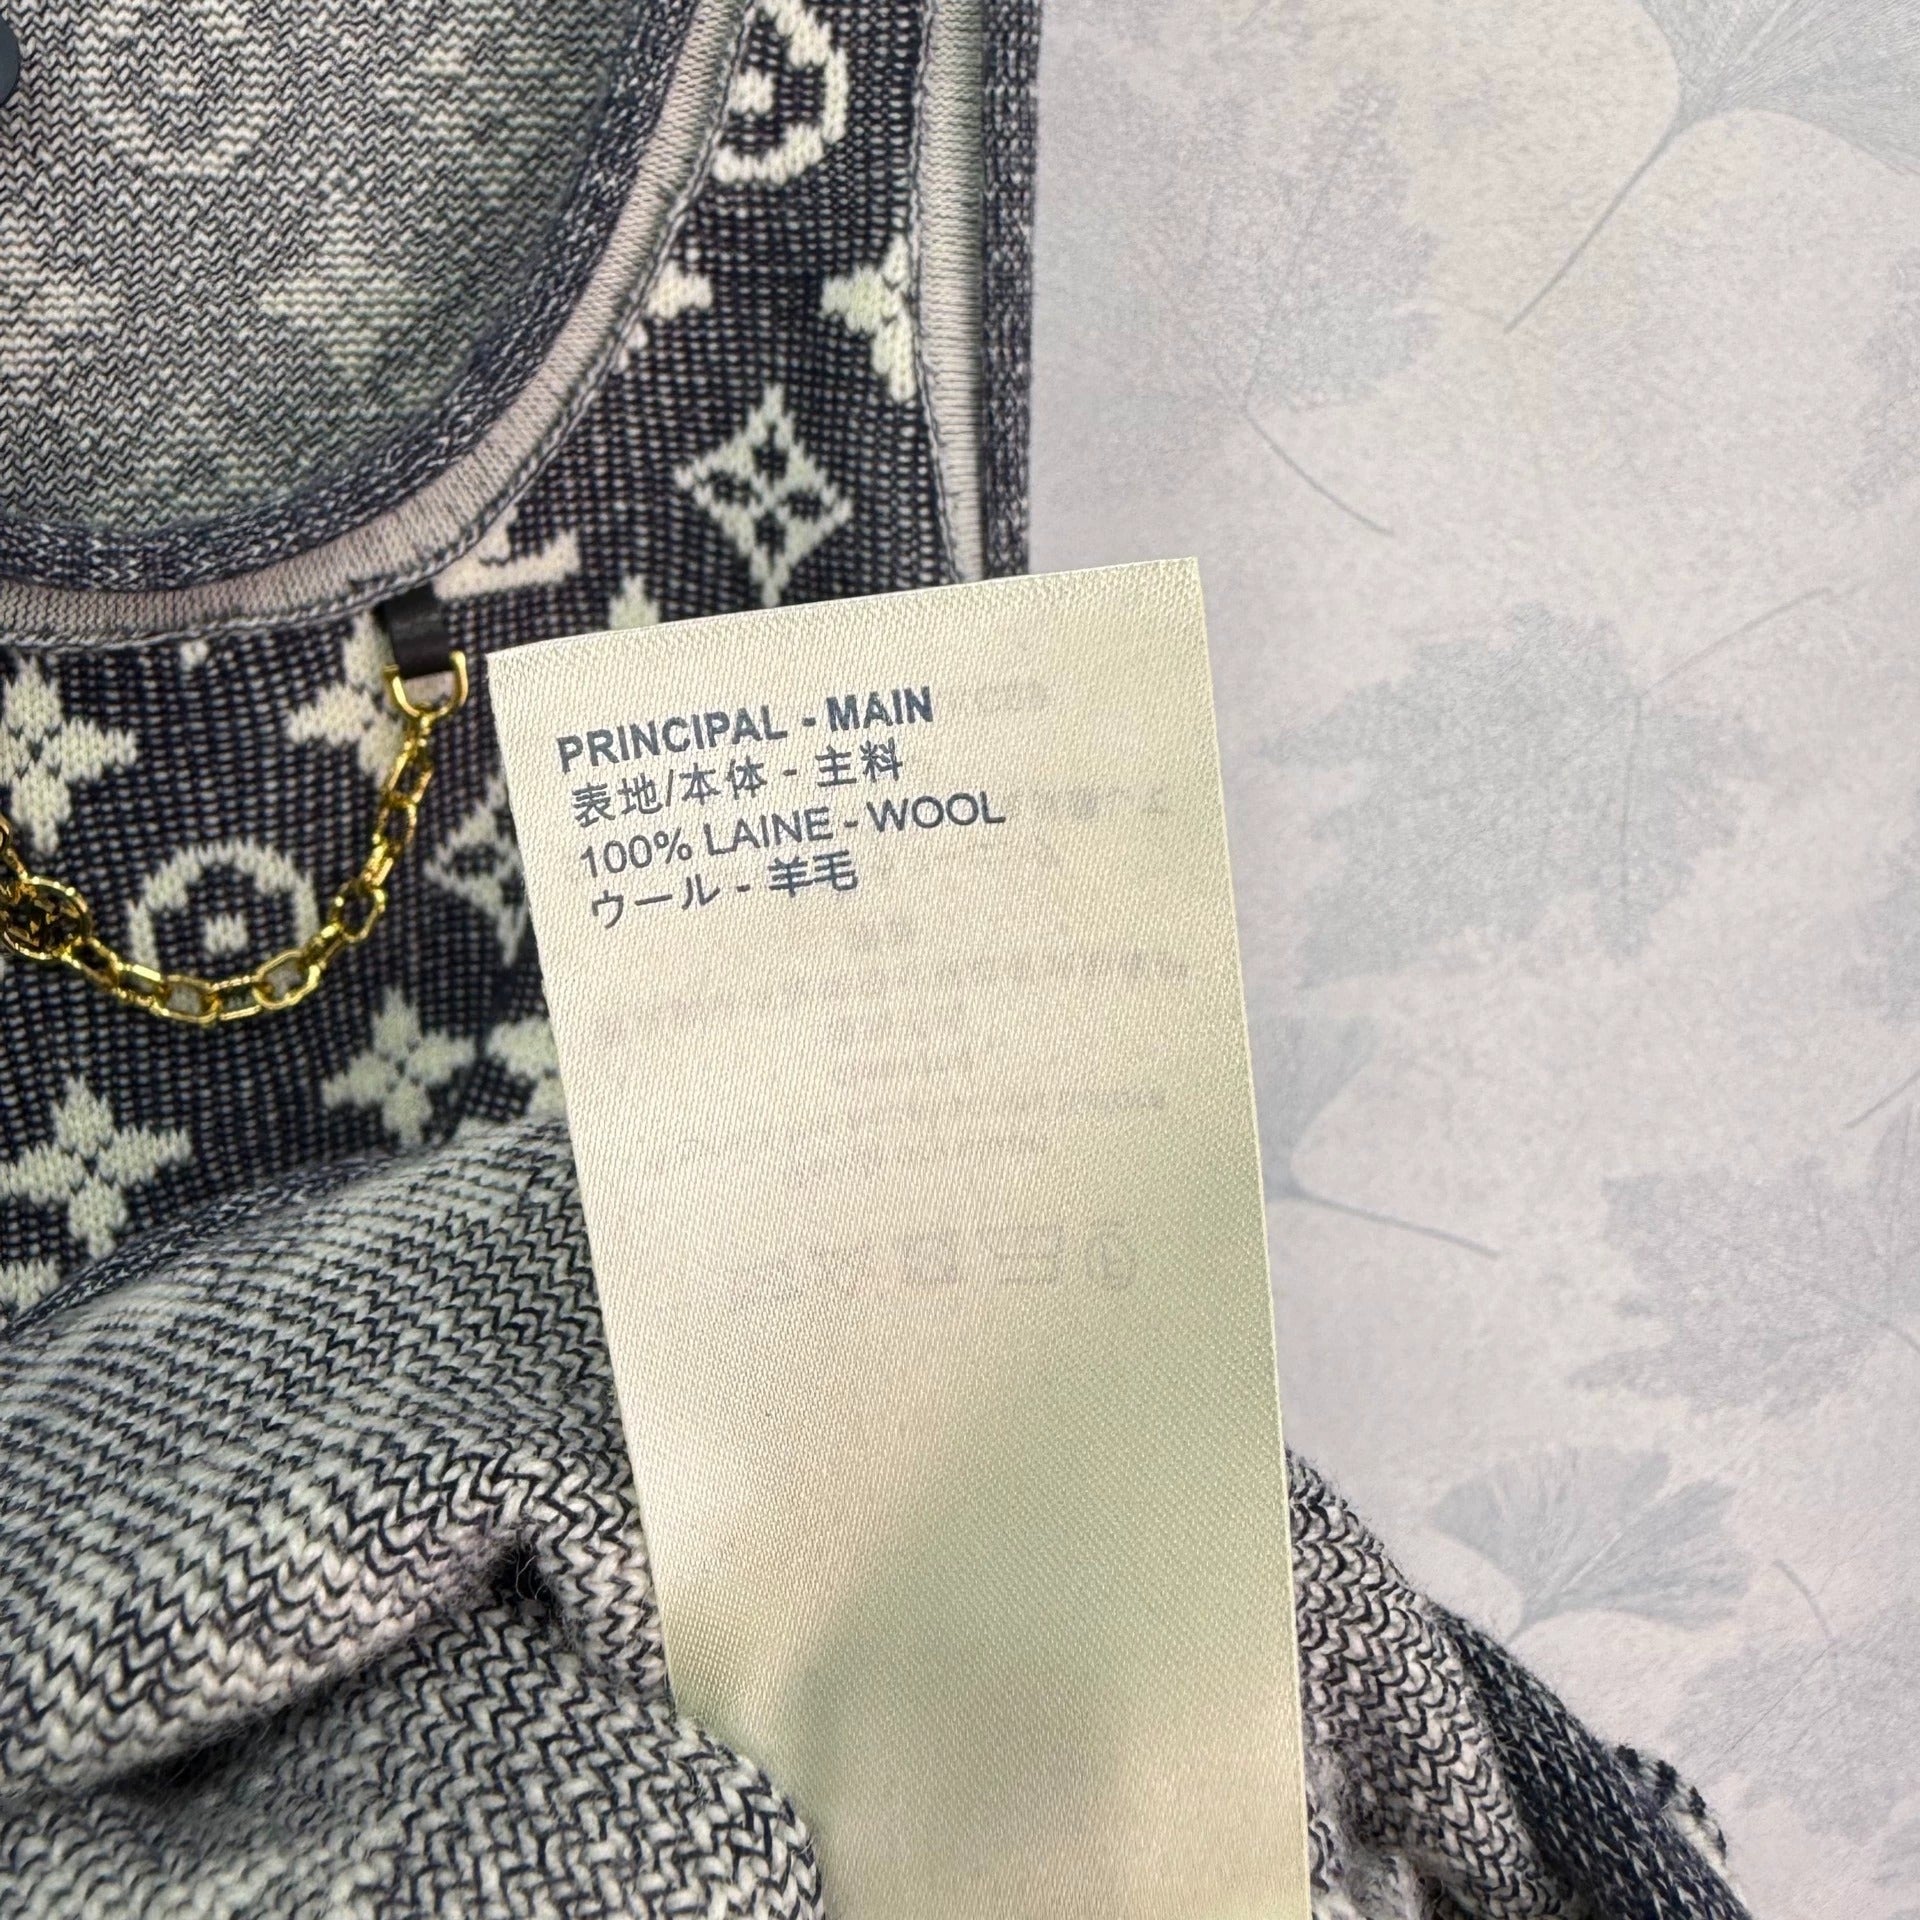 PRINCIPAL - MAIN
表地/本体 - 主料
100% LAINE - WOOL
ウール - 羊毛